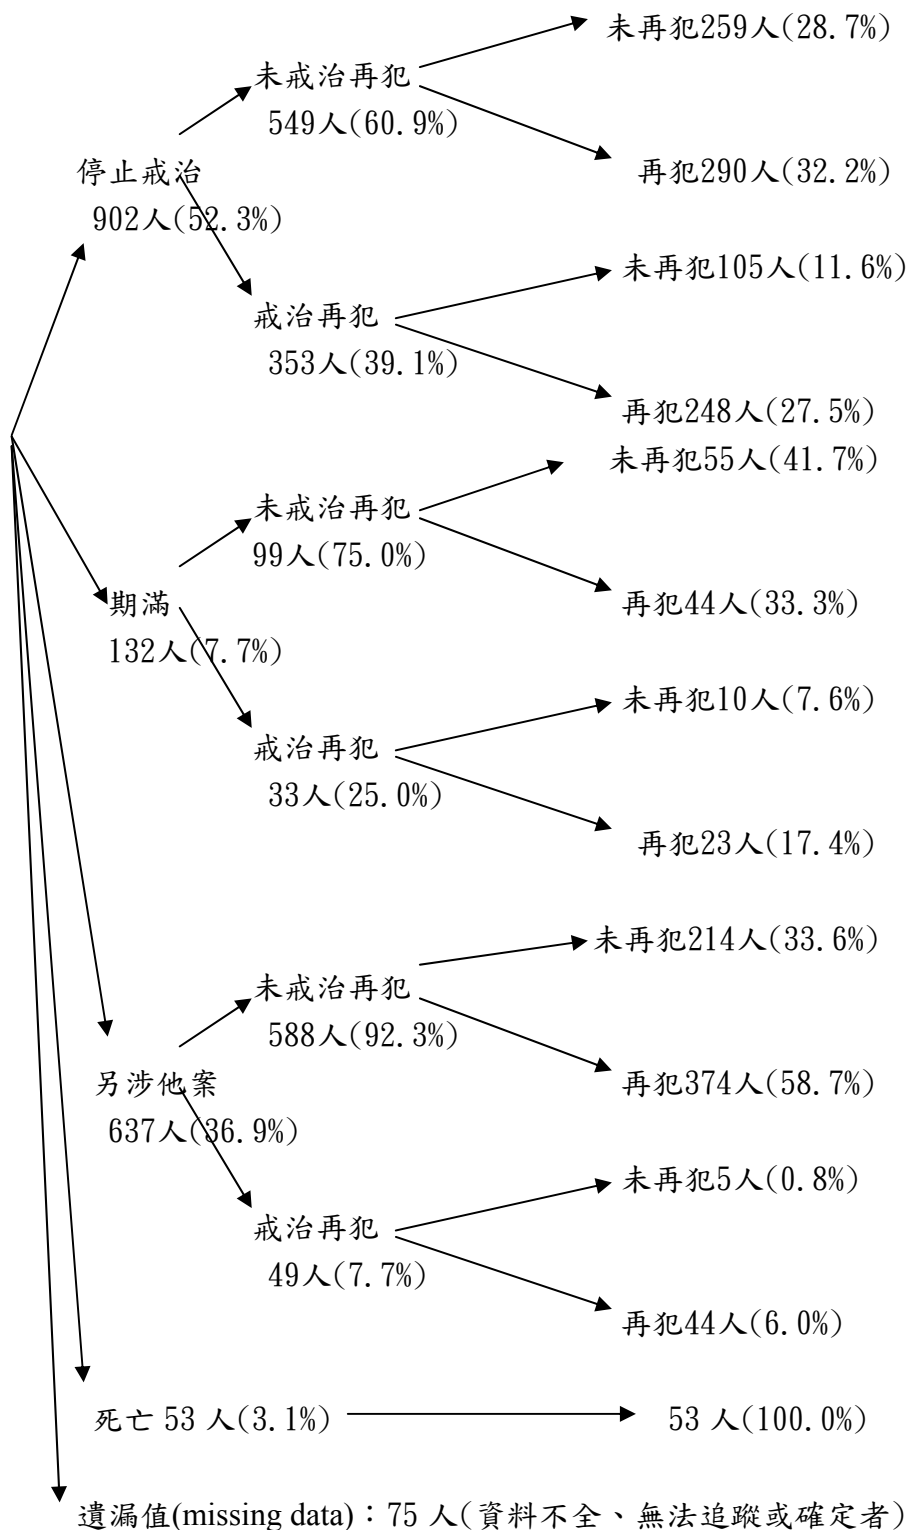 未再犯259人(28.7%)
未戒治再犯
549人(60.9%)
再犯290人(32.2%)
停止戒治
902人(52.3%)
未再犯105人(11.6%)
戒治再犯
353人(39.1%)
再犯248人(27.5%)
未再犯55人(41.7%)
未戒治再犯
99人(75.0%)
再犯44人(33.3%)
期滿
132人(7.7%)
未再犯10人(7.6%)
戒治再犯
33人(25.0%)
再犯23人(17.4%)
未再犯214人(33.6%)
未戒治再犯
588人(92.3%)
再犯374人(58.7%)
另涉他案
637人(36.9%)
未再犯5人(0.8%)
戒治再犯
49人(7.7%)
再犯44人(6.0%)
死亡 53 人(3.1%)
53 人(100.0%)
遺漏值(missing data)：75 人(資料不全、無法追蹤或確定者)